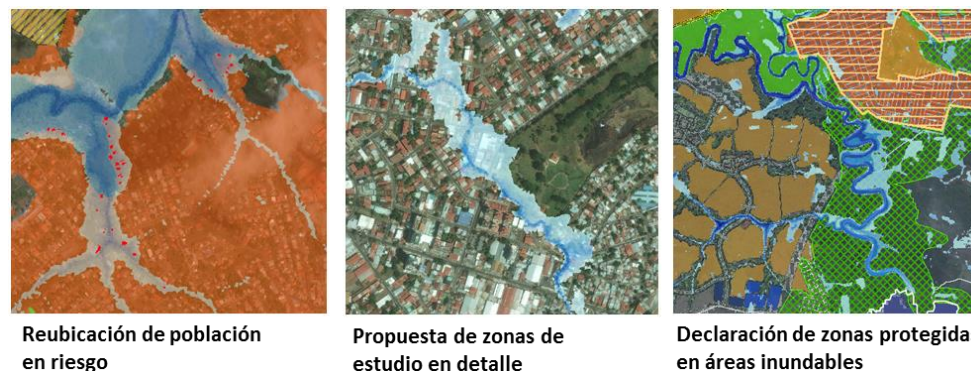 Reubicación de población
en riesgo
Propuesta de zonas de
estudio en detalle
Declaración de zonas protegida
en áreas inundables